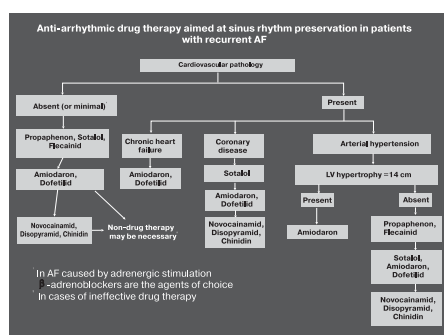 Anti-arrhythmic drug therapy aimed at sinus rhythm preservation in patients
with recurrent AF
Cardiovascular pathology
Absent (or minimal)
Present
Propaphenon, Sotalol,
Flecainid
Chronic heart
failure
Coronary
disease
Arterial hypertension
Amiodaron,
Dofetilid
Amiodaron,
Dofetilid
Sotalol
LV hypertrophy =14 cm
Amiodaron,
Dofetilid
Present
Absent
Novocainamid,
Disopyramid, Chinidin
Non-drug therapy
may be necessary
Novocainamid,
Disopyramid,
Chinidin
Amiodaron
Propaphenon,
Flecainid
Sotalol,
Amiodaron,
Dofetilid
Novocainamid,
Disopyramid,
Chinidin
In AF caused by adrenergic stimulation
β-adrenoblockers are the agents of choice
In cases of ineffective drug therapy